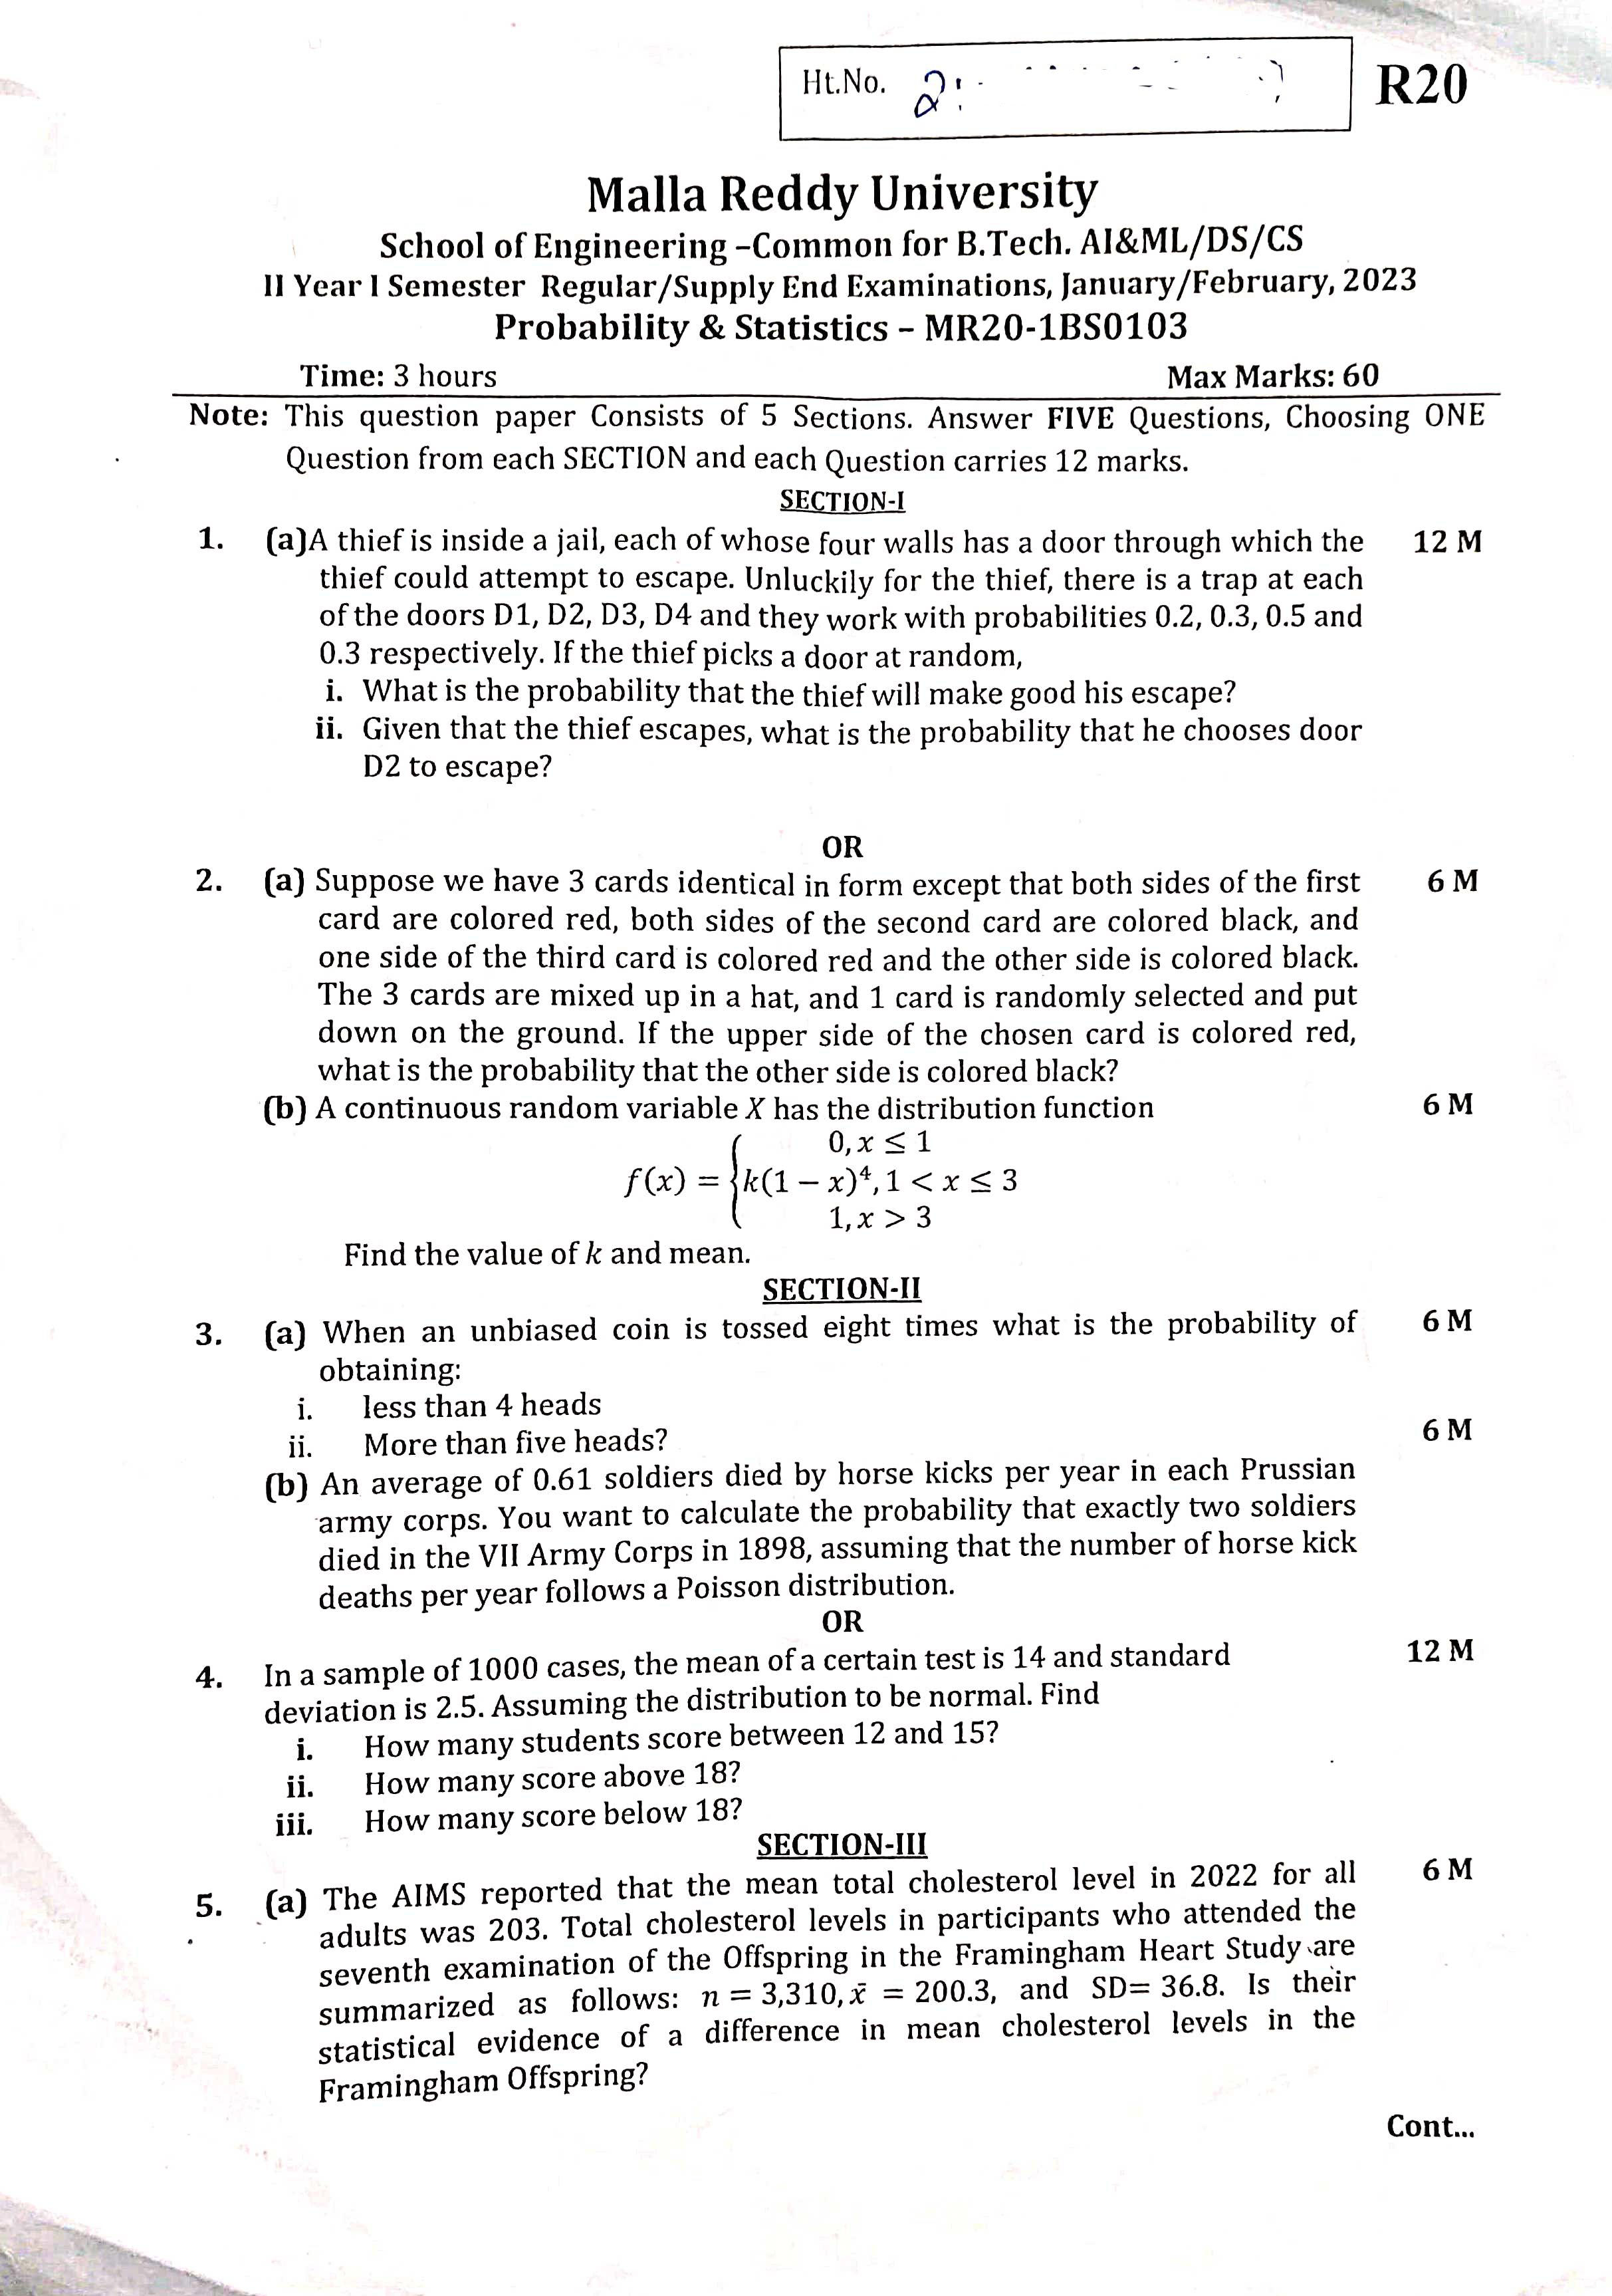 Ht.No. 2
R20
Malla Reddy University
School of Engineering –Common for B.Tech. AI&ML/DS/CS
II Year I Semester Regular/Supply End Examinations, January/February, 2023
Probability & Statistics – MR20-1BS0103
Time: 3 hours Max Marks: 60
Note: This question paper Consists of 5 Sections. Answer FIVE Questions, Choosing ONE
Question from each SECTION and each Question carries 12 marks.
SECTION-I
1. (a)A thief is inside a jail, each of whose four walls has a door through which the 12 M
thief could attempt to escape. Unluckily for the thief, there is a trap at each
of the doors D1, D2, D3, D4 and they work with probabilities 0.2, 0.3, 0.5 and
0.3 respectively. If the thief picks a door at random,
i. What is the probability that the thief will make good his escape?
ii. Given that the thief escapes, what is the probability that he chooses door
D2 to escape?
OR
2. (a) Suppose we have 3 cards identical in form except that both sides of the first 6 M
card are colored red, both sides of the second card are colored black, and
one side of the third card is colored red and the other side is colored black.
The 3 cards are mixed up in a hat, and 1 card is randomly selected and put
down on the ground. If the upper side of the chosen card is colored red,
what is the probability that the other side is colored black?
(b) A continuous random variable X has the distribution function 6 M
0, x ≤ 1
f(x) = { k(1 − x)⁴, 1 < x ≤ 3
1, x > 3
Find the value of k and mean.
SECTION-II
3. (a) When an unbiased coin is tossed eight times what is the probability of 6 M
obtaining:
i. less than 4 heads
ii. More than five heads? 6 M
(b) An average of 0.61 soldiers died by horse kicks per year in each Prussian
army corps. You want to calculate the probability that exactly two soldiers
died in the VII Army Corps in 1898, assuming that the number of horse kick
deaths per year follows a Poisson distribution.
OR
4. In a sample of 1000 cases, the mean of a certain test is 14 and standard 12 M
deviation is 2.5. Assuming the distribution to be normal. Find
i. How many students score between 12 and 15?
ii. How many score above 18?
iii. How many score below 18?
SECTION-III
5. (a) The AIMS reported that the mean total cholesterol level in 2022 for all 6 M
adults was 203. Total cholesterol levels in participants who attended the
seventh examination of the Offspring in the Framingham Heart Study are
summarized as follows: n = 3,310, x̄ = 200.3, and SD= 36.8. Is their
statistical evidence of a difference in mean cholesterol levels in the
Framingham Offspring?
Cont...